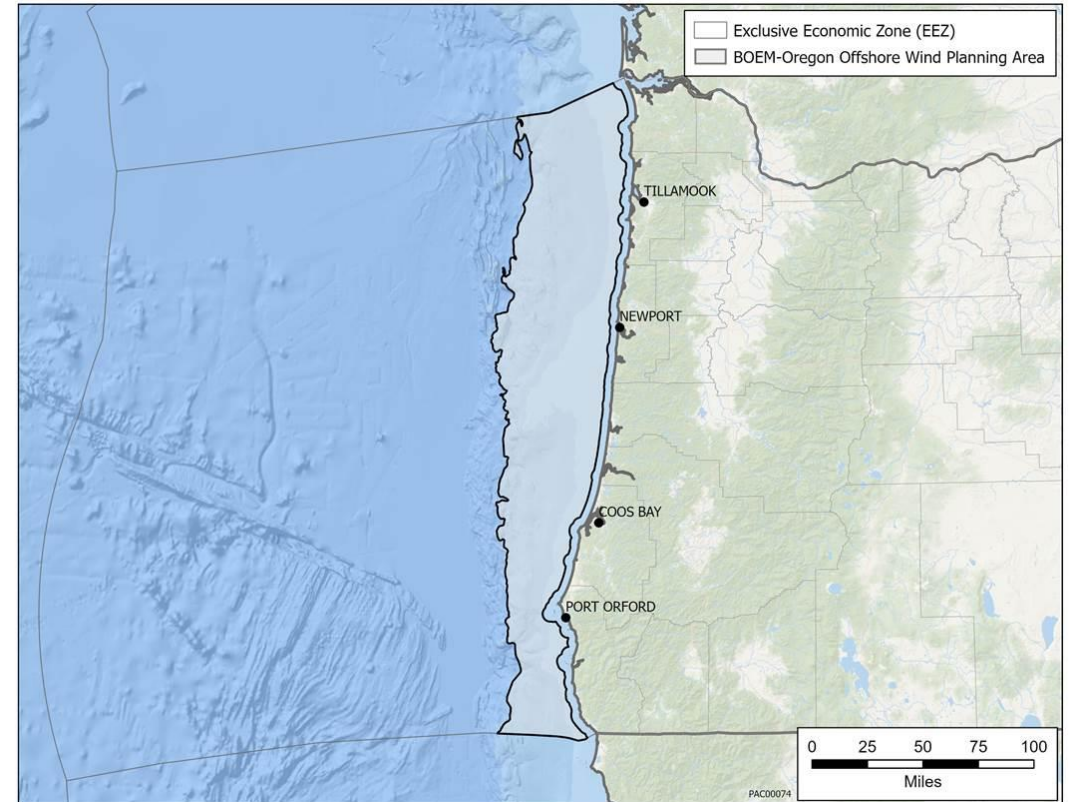 Exclusive Economic Zone (EEZ)
BOEM-Oregon Offshore Wind Planning Area
TILLAMOOK
NEWPORT
COOS BAY
PORT ORFORD
0 25 50 75 100
Miles
PAC00074